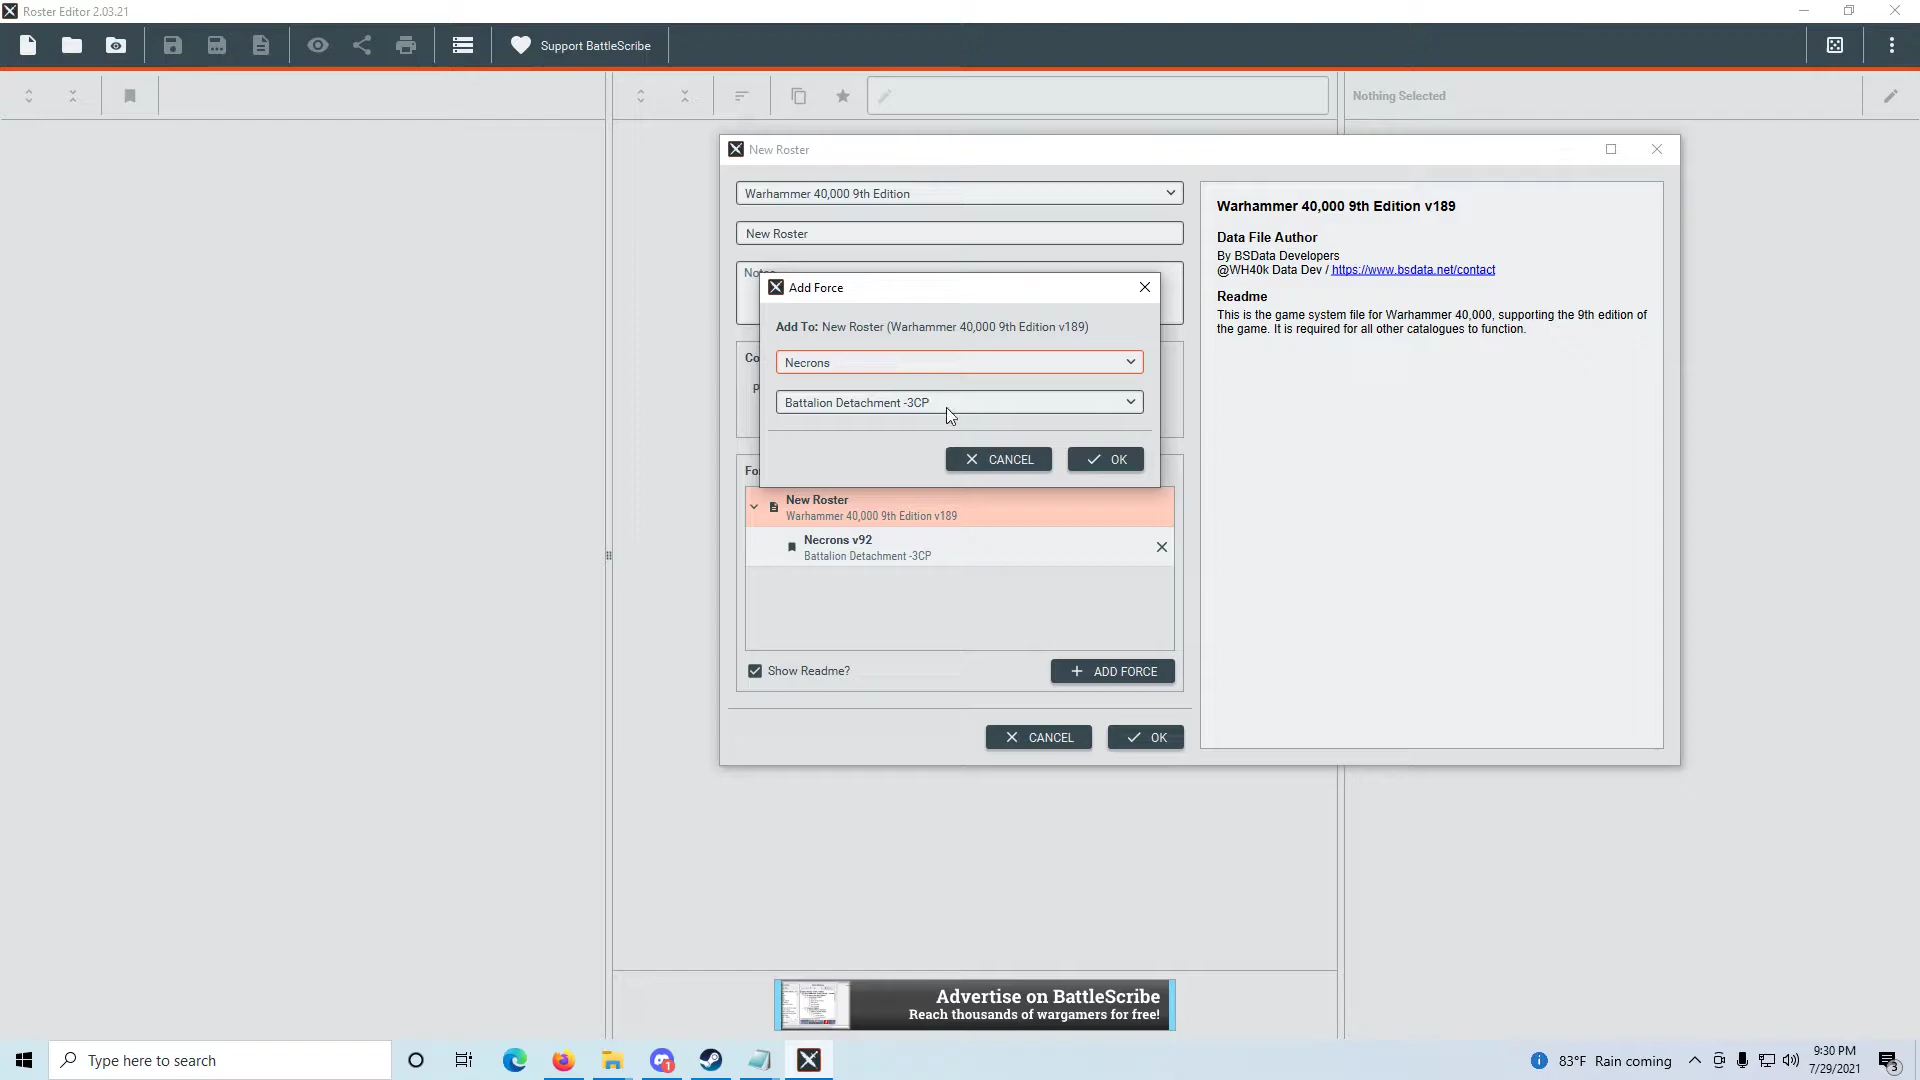 Roster Editor 2.03.21
Support BattleScribe
Nothing Selected
New Roster
Warhammer 40,000 9th Edition
New Roster
Notes
Add Force
Add To: New Roster (Warhammer 40,000 9th Edition v189)
Necrons
Battalion Detachment -3CP
CANCEL
OK
Co
p
Fo
New Roster
Warhammer 40,000 9th Edition v189
Necrons v92
Battalion Detachment -3CP
Show Readme?
ADD FORCE
CANCEL
OK
Warhammer 40,000 9th Edition v189
Data File Author
By BSData Developers
@WH40k Data Dev / https://www.bsdata.net/contact
Readme
This is the game system file for Warhammer 40,000, supporting the 9th edition of
the game. It is required for all other catalogues to function.
Advertise on BattleScribe
Reach thousands of wargamers for free!
Type here to search
1
83°F Rain coming
9:30 PM
7/29/2021
3